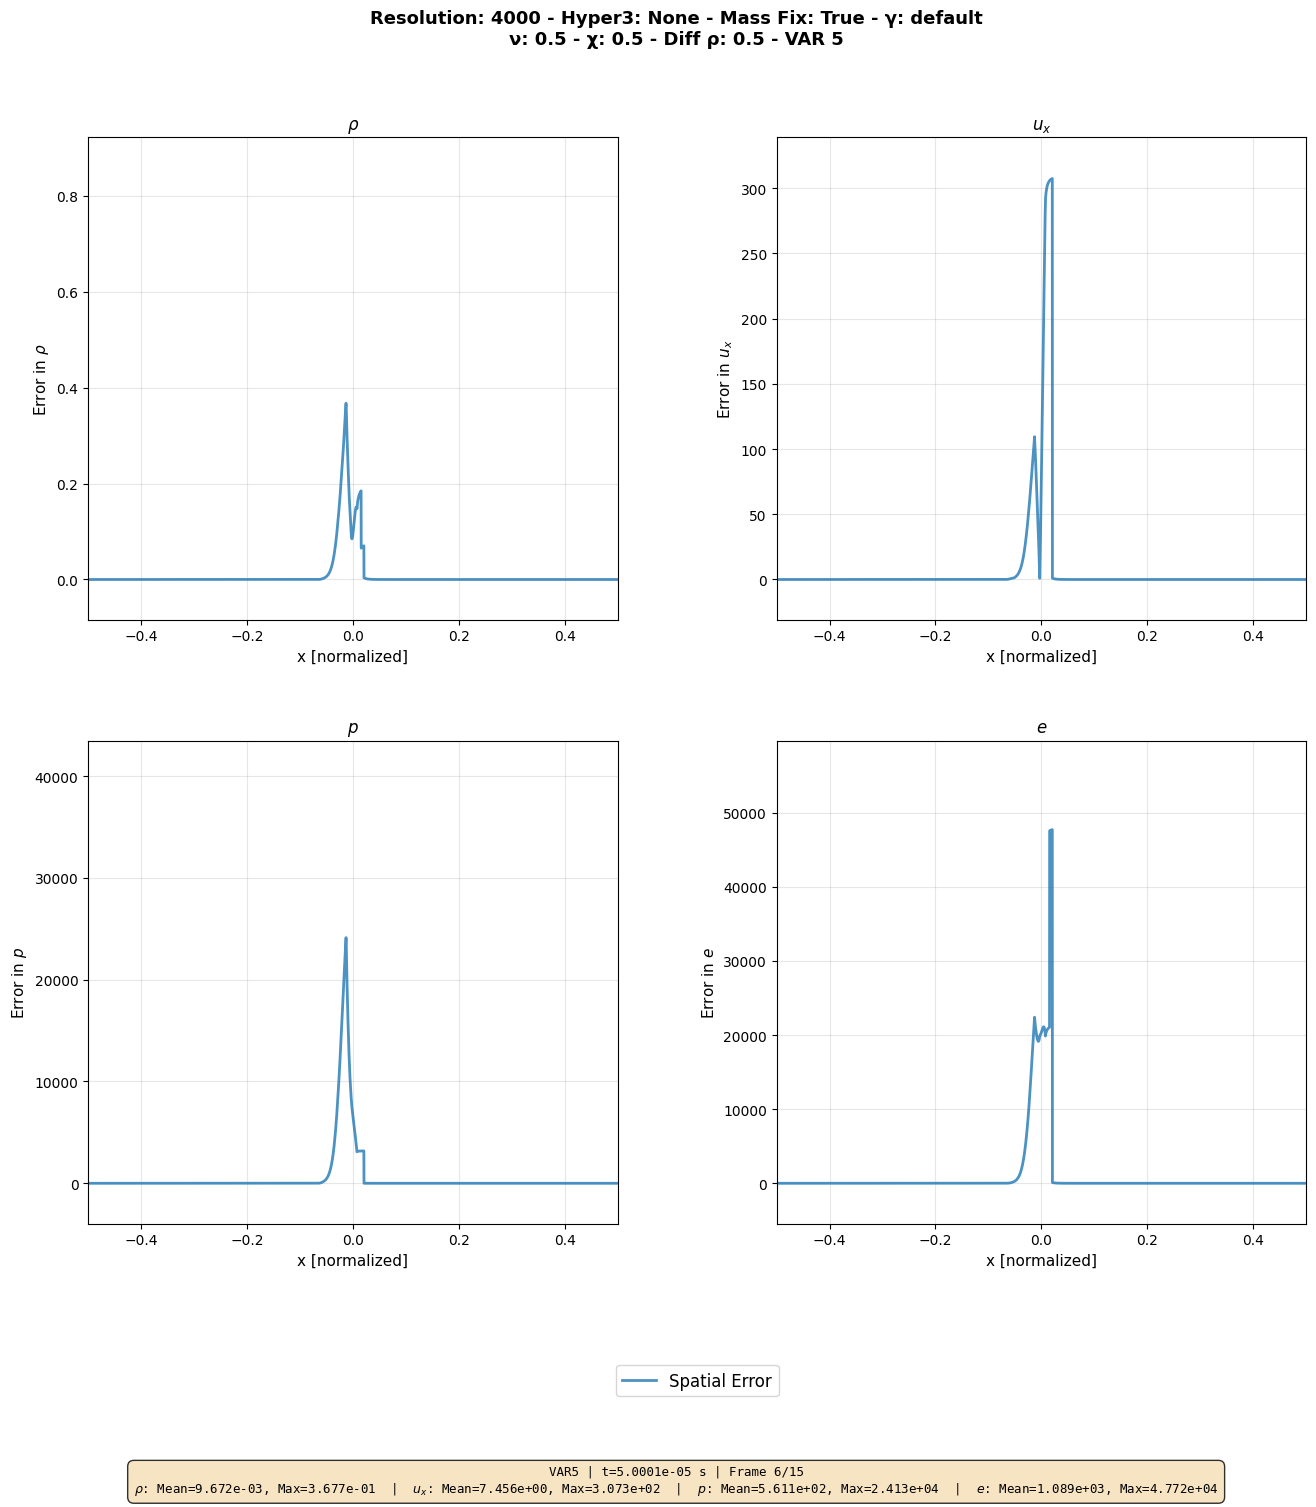 Resolution: 4000 - Hyper3: None - Mass Fix: True - γ: default
ν: 0.5 - χ: 0.5 - Diff ρ: 0.5 - VAR 5
ρ
Error in ρ
0.8
0.6
0.4
0.2
0.0
−0.4 −0.2 0.0 0.2 0.4
x [normalized]
u_x
Error in u_x
300
250
200
150
100
50
0
−0.4 −0.2 0.0 0.2 0.4
x [normalized]
p
Error in p
40000
30000
20000
10000
0
−0.4 −0.2 0.0 0.2 0.4
x [normalized]
e
Error in e
50000
40000
30000
20000
10000
0
−0.4 −0.2 0.0 0.2 0.4
x [normalized]
Spatial Error
VAR5 | t=5.0001e-05 s | Frame 6/15
ρ: Mean=9.672e-03, Max=3.677e-01 | u_x: Mean=7.456e+00, Max=3.073e+02 | p: Mean=5.611e+02, Max=2.413e+04 | e: Mean=1.089e+03, Max=4.772e+04